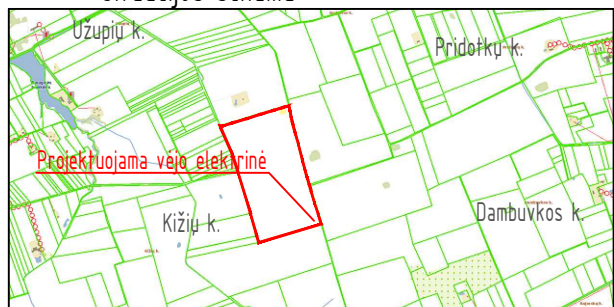 Užupių k.
Pridotkų k.
Projektuojama vėjo elektrinė
Kižių k.
Dambuvkos k.